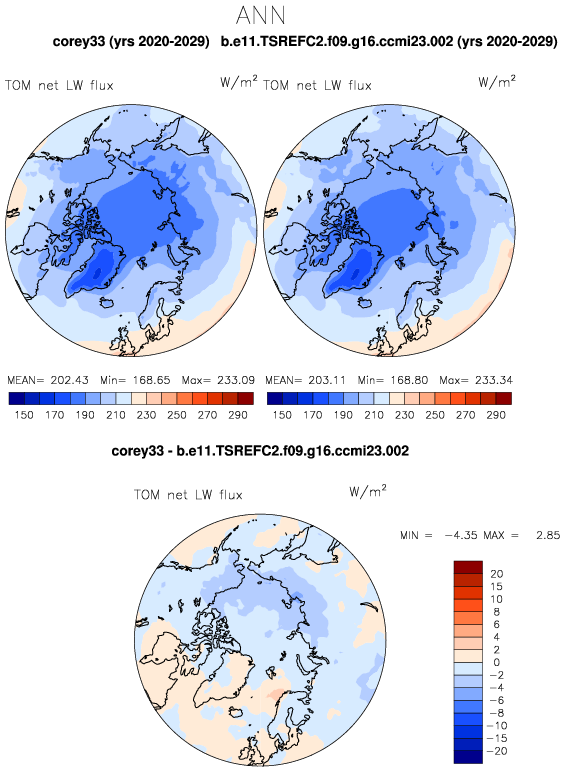 ANN
corey33 (yrs 2020-2029) b.e11.TSREFC2.f09.g16.ccmi23.002 (yrs 2020-2029)
TOM net LW flux W/m² TOM net LW flux W/m²
MEAN= 202.43 Min= 168.65 Max= 233.09 MEAN= 203.11 Min= 168.80 Max= 233.34
150 170 190 210 230 250 270 290 150 170 190 210 230 250 270 290
corey33 - b.e11.TSREFC2.f09.g16.ccmi23.002
TOM net LW flux W/m²
MIN = -4.35 MAX = 2.85
20
15
10
8
6
4
2
0
-2
-4
-6
-8
-10
-15
-20